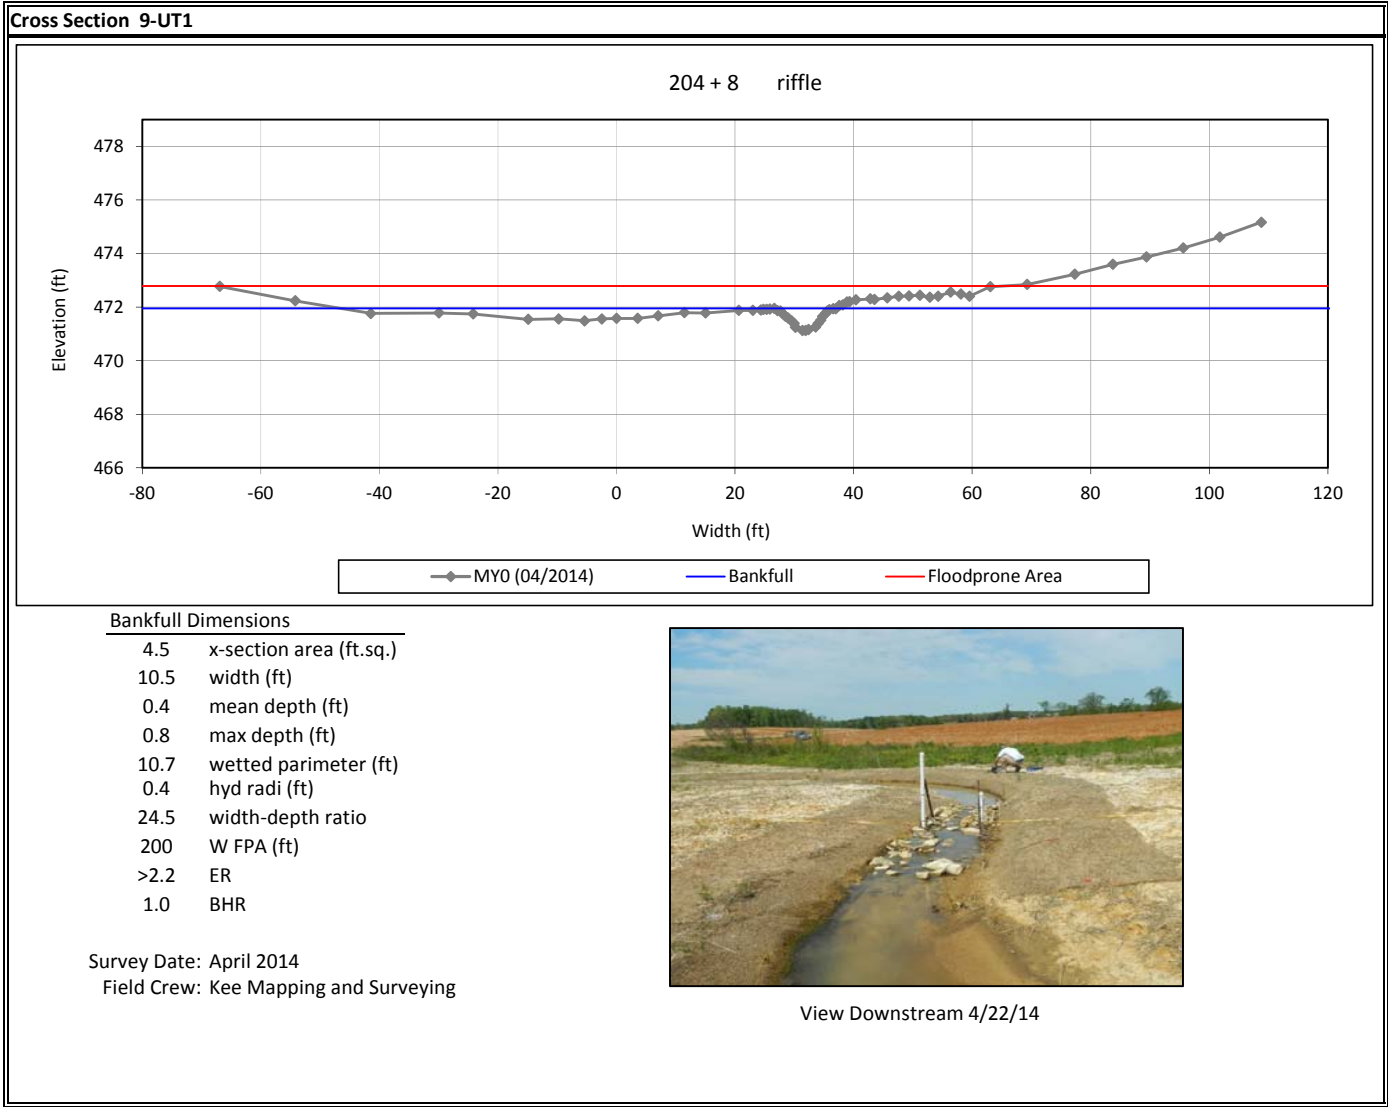 Cross Section 9-UT1
204 + 8 riffle
478
476
474
472
470
468
466
Elevation (ft)
-80 -60 -40 -20 0 20 40 60 80 100 120
Width (ft)
MY0 (04/2014) Bankfull Floodprone Area
Bankfull Dimensions
4.5 x-section area (ft.sq.)
10.5 width (ft)
0.4 mean depth (ft)
0.8 max depth (ft)
10.7 wetted parimeter (ft)
0.4 hyd radi (ft)
24.5 width-depth ratio
200 W FPA (ft)
>2.2 ER
1.0 BHR
Survey Date: April 2014
Field Crew: Kee Mapping and Surveying
View Downstream 4/22/14